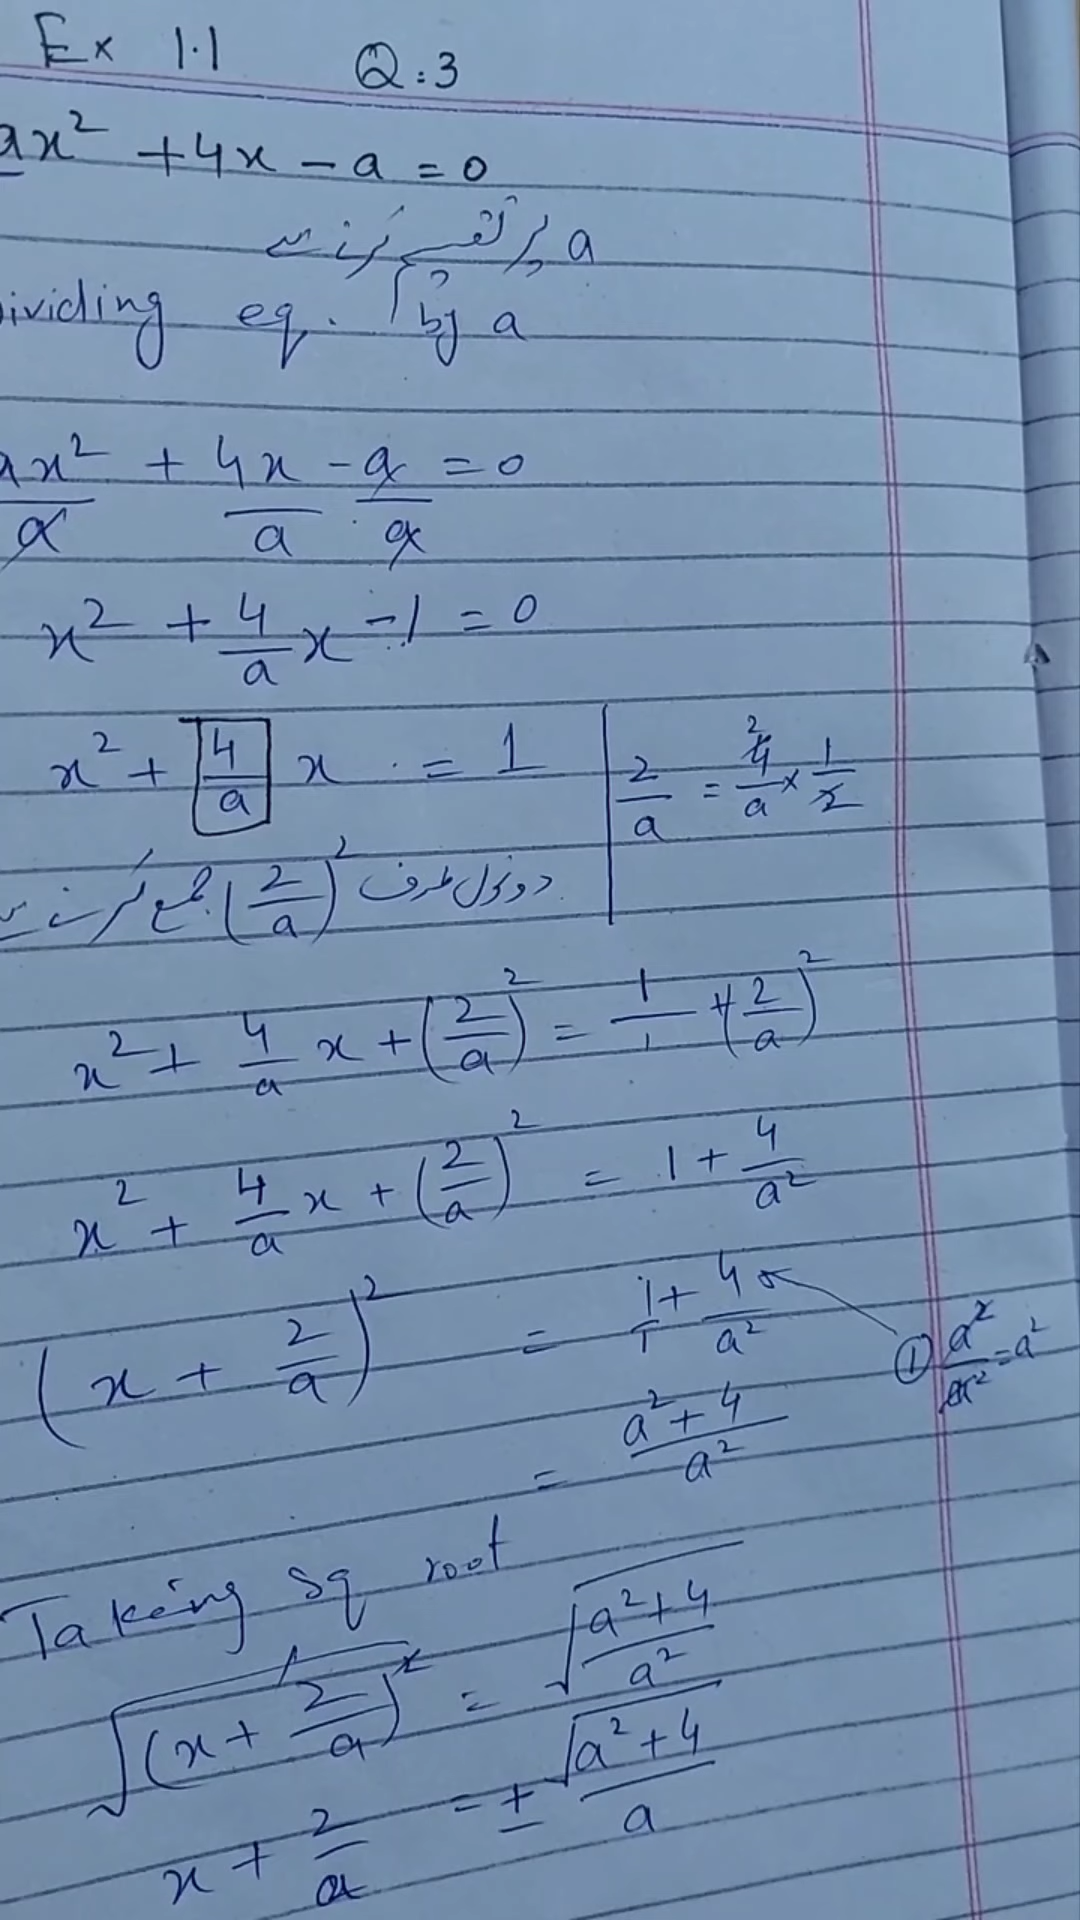 Ex 1.1 Q:3
ax² + 4x - a = 0
a پر تقسیم کرنے سے
Dividing eq. by a
ax²/a + 4x/a - a/a = 0
x² + 4/a x - 1 = 0
x² + 4/a x = 1 | 2/a = 4/a × 1/2 2
دونوں طرف (2/a)² جمع کرنے سے
x² + 4/a x + (2/a)² = 1/1 + (2/a)²
x² + 4/a x + (2/a)² = 1 + 4/a²
(x + 2/a)² = 1/1 + 4/a² ① a²/a² = a²
= a² + 4/a²
Taking sq root
√(x + 2/a)² = √a² + 4/a²
x + 2/a = ± √a² + 4/a